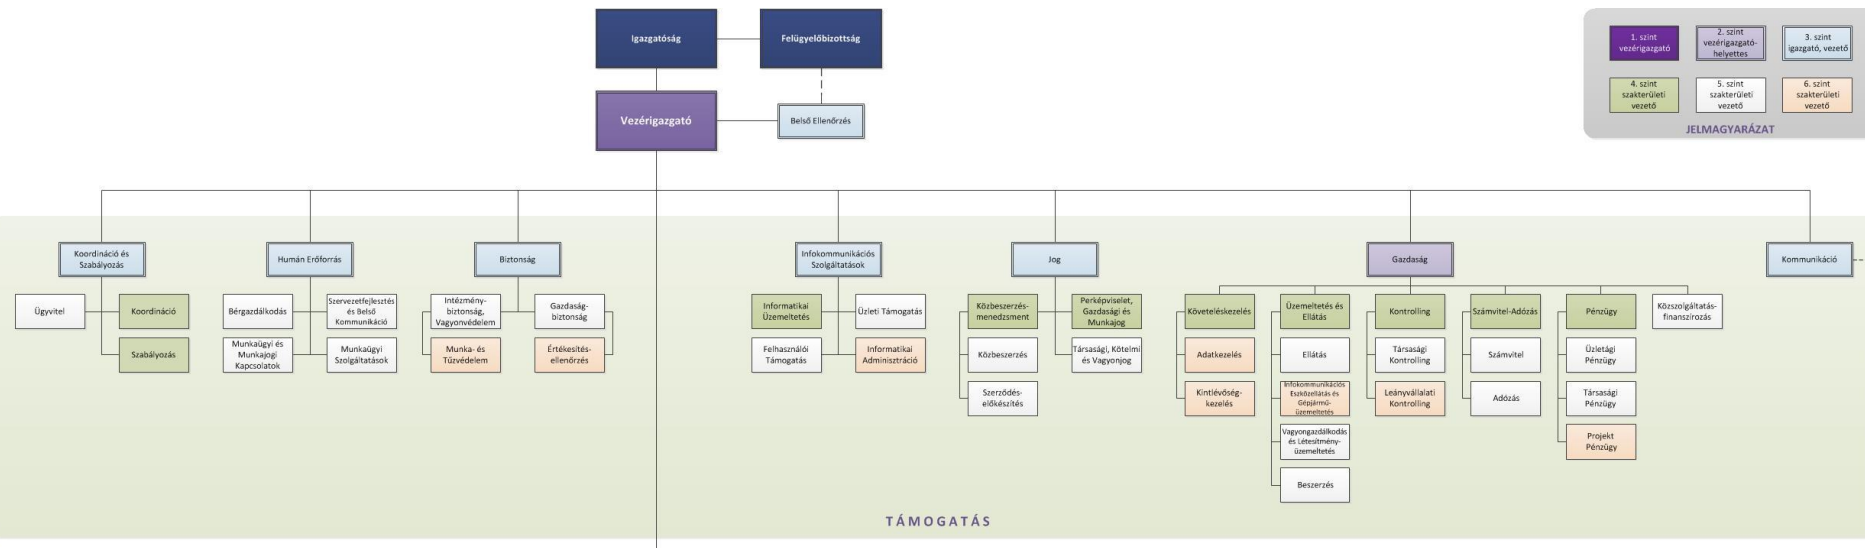 Igazgatóság
Felügyelőbizottság
Vezérigazgató
Belső Ellenőrzés
1. szint
vezérigazgató
2. szint
vezérigazgató-
helyettes
3. szint
igazgató, vezető
4. szint
szakterületi
vezető
5. szint
szakterületi
vezető
6. szint
szakterületi
vezető
JELMAGYARÁZAT
Koordináció és
Szabályozás
Ügyvitel
Koordináció
Szabályozás
Humán Erőforrás
Bérgazdálkodás
Szervezetfejlesztés
és Belső
Kommunikáció
Munkaügyi és
Munkajogi
Kapcsolatok
Munkaügyi
Szolgáltatások
Biztonság
Intézmény-
biztonság,
Vagyonvédelem
Gazdaság-
biztonság
Munka- és
Tűzvédelem
Értékesítés-
ellenőrzés
Infokommunikációs
Szolgáltatások
Informatikai
Üzemeltetés
Üzleti Támogatás
Felhasználói
Támogatás
Informatikai
Adminisztráció
Jog
Közbeszerzés-
menedzsment
Perképviselet,
Gazdasági és
Munkajog
Közbeszerzés
Társasági, Kötelmi
és Vagyonjog
Szerződés-
előkészítés
Gazdaság
Követeléskezelés
Adatkezelés
Kintlévőség-
kezelés
Üzemeltetés és
Ellátás
Ellátás
Infokommunikációs
Eszközellátás és
Gépjármű-
üzemeltetés
Vagyongazdálkodás
és Létesítmény-
üzemeltetés
Beszerzés
Kontrolling
Társasági
Kontrolling
Leányvállalati
Kontrolling
Számvitel-Adózás
Számvitel
Adózás
Pénzügy
Üzletági
Pénzügy
Társasági
Pénzügy
Projekt
Pénzügy
Közszolgáltatás-
finanszírozás
Kommunikáció
TÁMOGATÁS